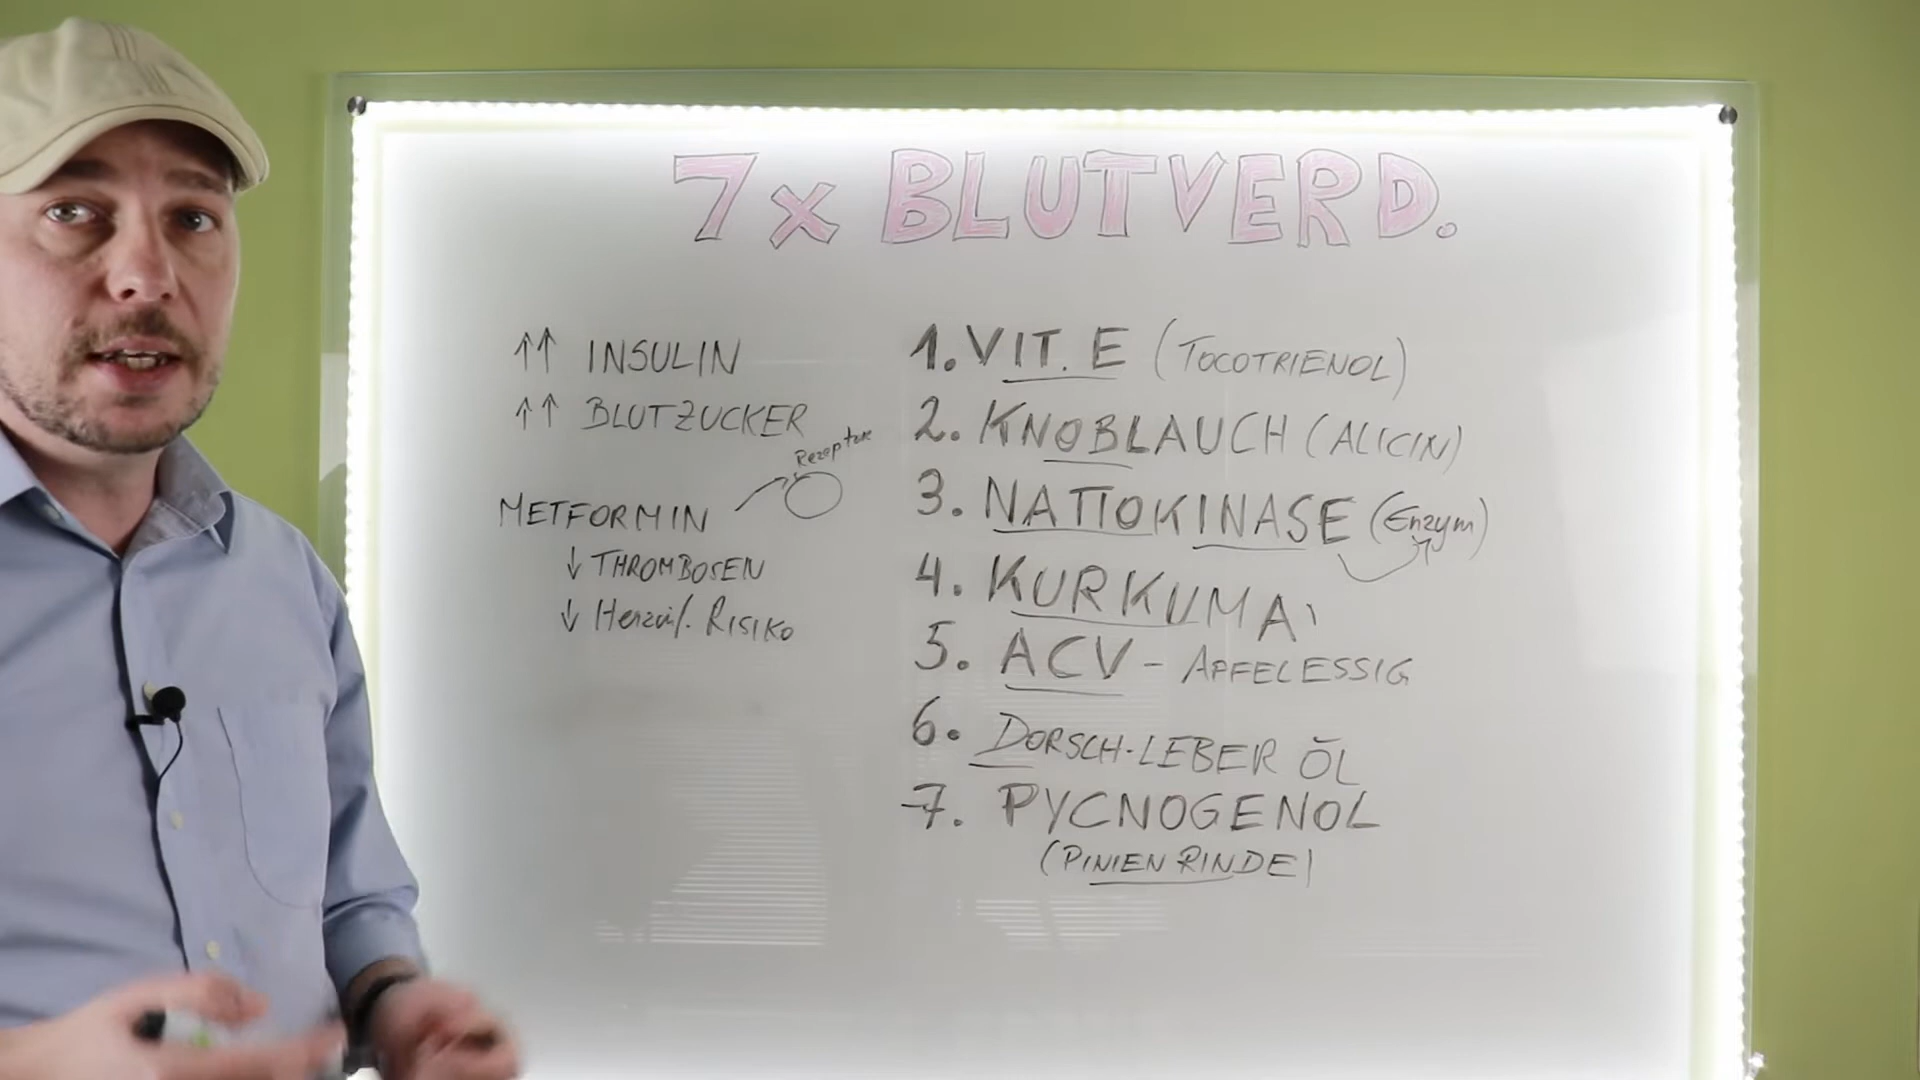 7x BLUTVERD.
↑↑ INSULIN
↑↑ BLUTZUCKER
Rezeptor
METFORMIN
↓ THROMBOSEN
↓ RISIKO
1. VIT. E (TOCOTRIENOL)
2. KNOBLAUCH (ALICIN)
3. NATTOKINASE (Enzym)
4. KURKUMA
5. ACV - APFELESSIG
6. DORSCH-LEBER ÖL
7. PYCNOGENOL
(PINIEN RINDE)